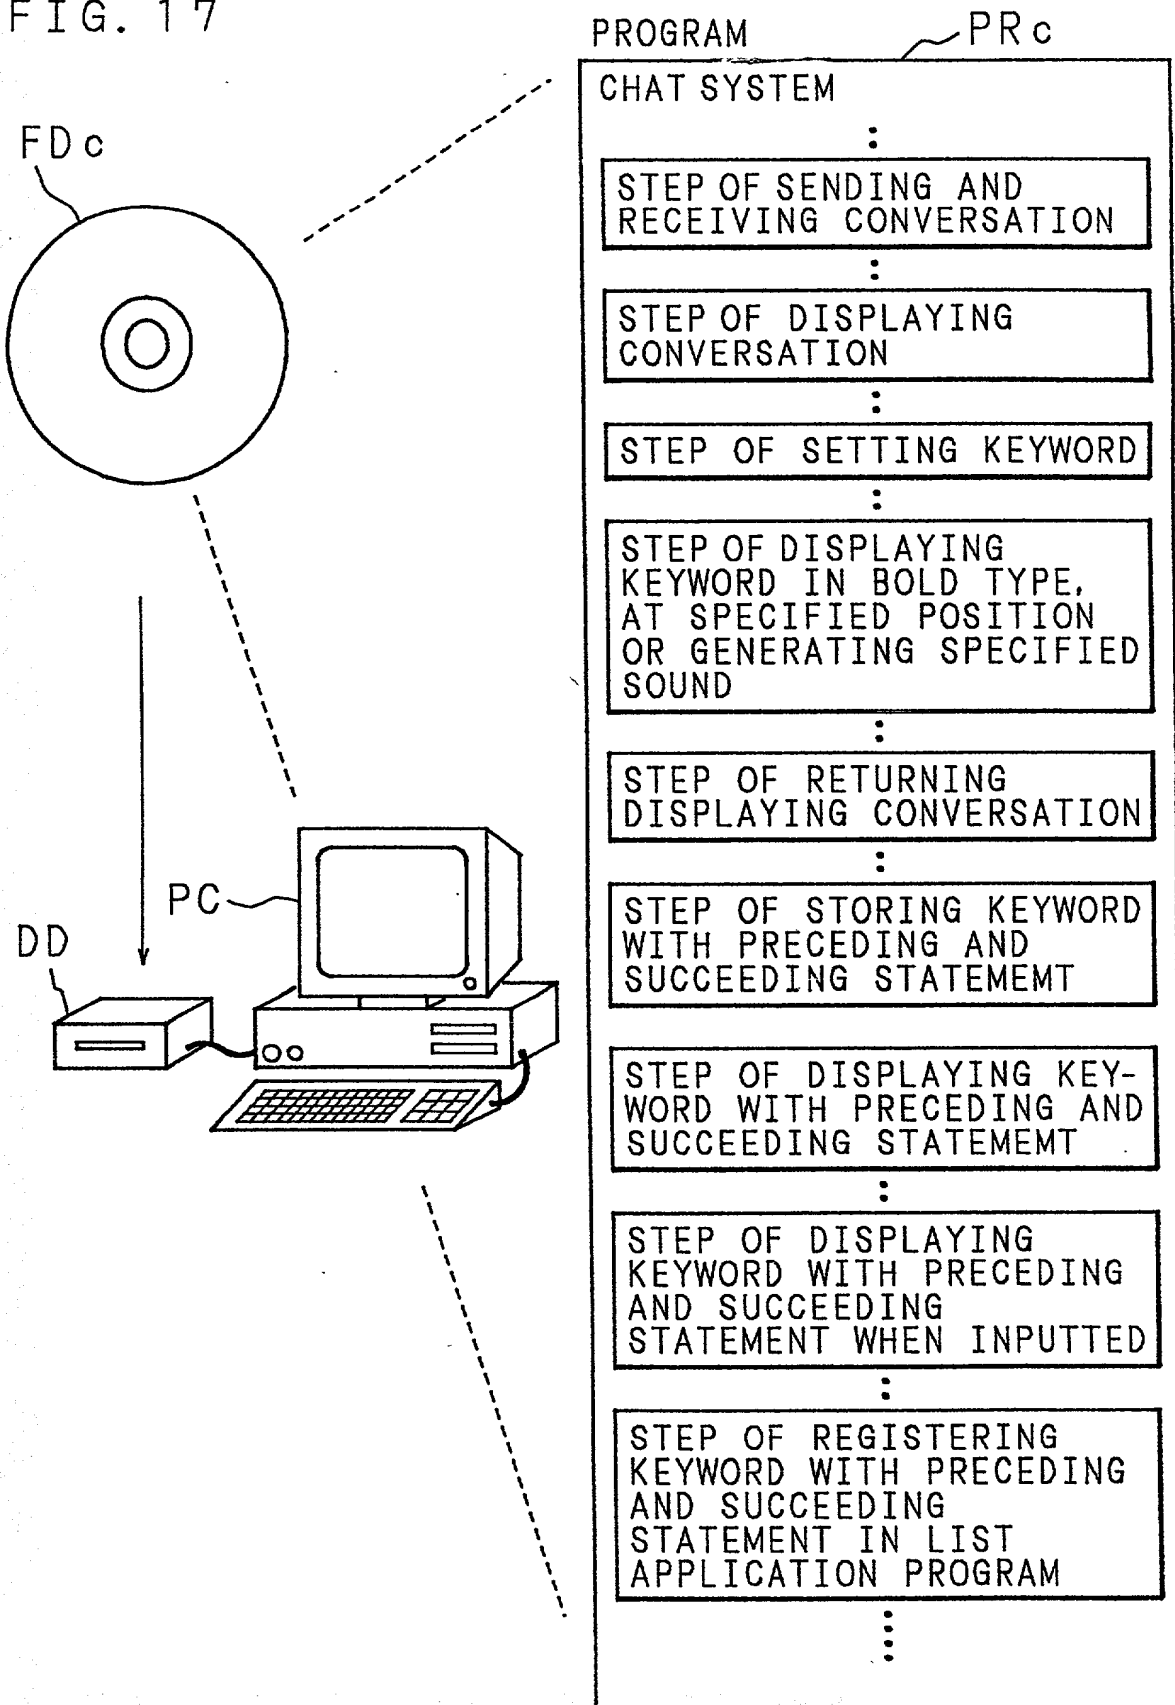 FIG. 17
PROGRAM
PRc
CHAT SYSTEM
FDc
STEP OF SENDING AND
RECEIVING CONVERSATION
STEP OF DISPLAYING
CONVERSATION
STEP OF SETTING KEYWORD
STEP OF DISPLAYING
KEYWORD IN BOLD TYPE,
AT SPECIFIED POSITION
OR GENERATING SPECIFIED
SOUND
STEP OF RETURNING
DISPLAYING CONVERSATION
PC
DD
STEP OF STORING KEYWORD
WITH PRECEDING AND
SUCCEEDING STATEMEMT
STEP OF DISPLAYING KEY-
WORD WITH PRECEDING AND
SUCCEEDING STATEMEMT
STEP OF DISPLAYING
KEYWORD WITH PRECEDING
AND SUCCEEDING
STATEMENT WHEN INPUTTED
STEP OF REGISTERING
KEYWORD WITH PRECEDING
AND SUCCEEDING
STATEMENT IN LIST
APPLICATION PROGRAM